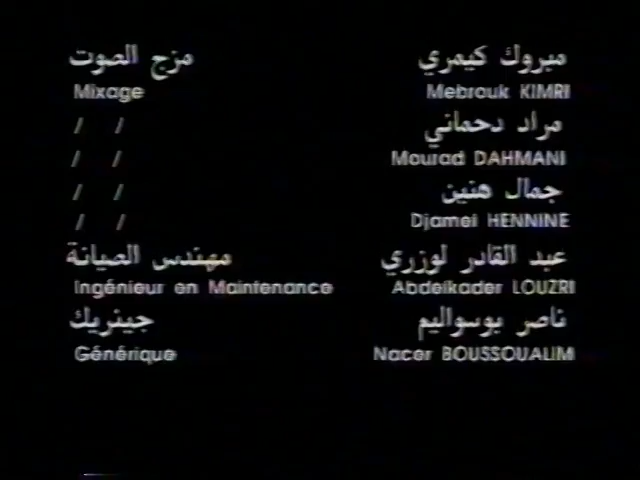 مزج الصوت مبروك كيمري
Mixage Mebrouk KIMRI
/ / مراد دحماني
/ / Mourad DAHMANI
/ / جمال هنين
/ / Djamel HENNINE
مهندس الصيانة عبد القادر لوزري
Ingénieur en Maintenance Abdelkader LOUZRI
جينريك ناصر بوسواليم
Générique Nacer BOUSSOUALIM